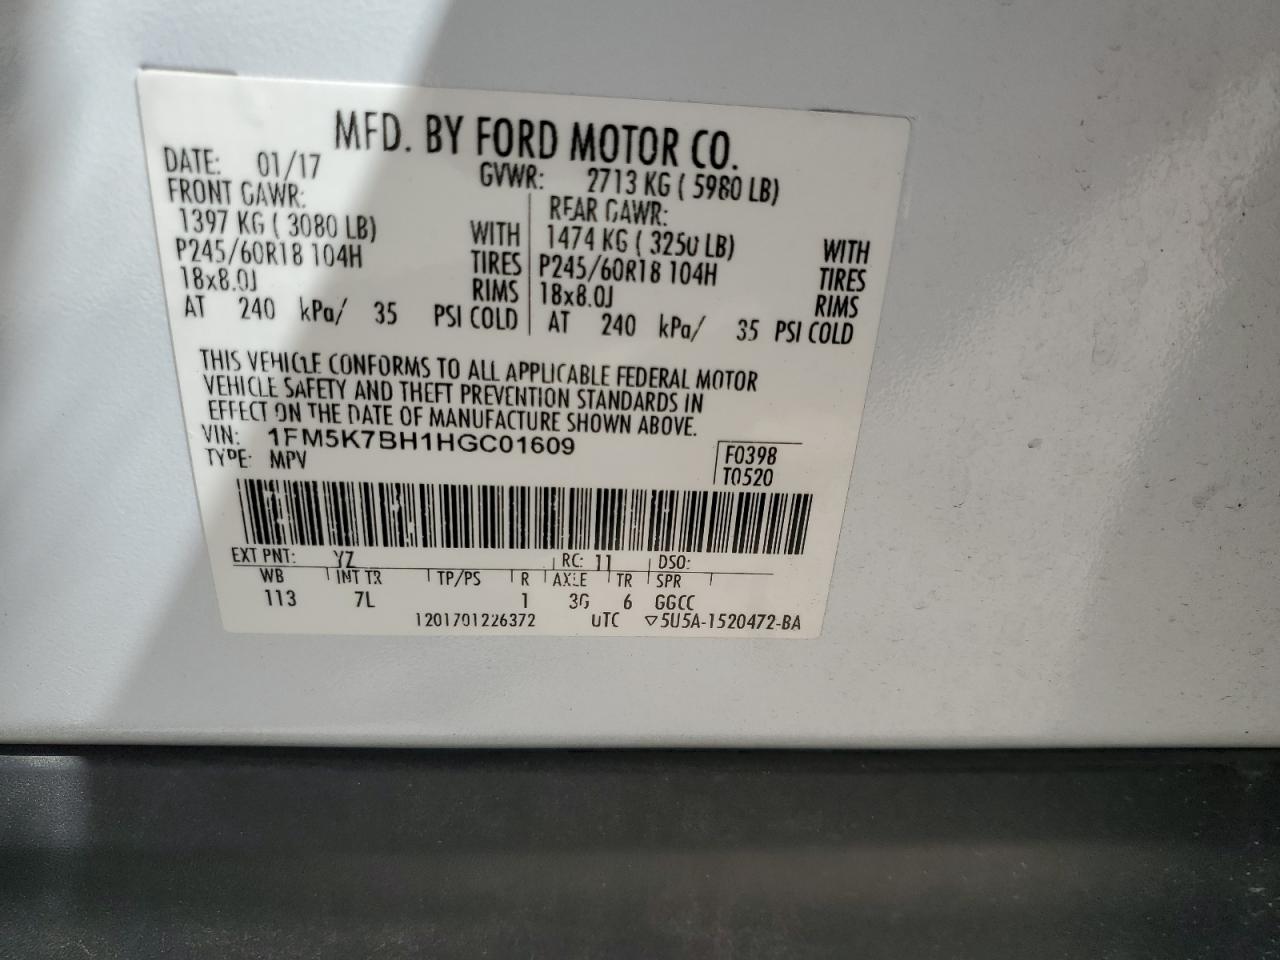 MFD. BY FORD MOTOR CO.
DATE: 01/17 GVWR: 2713 KG ( 5980 LB)
FRONT GAWR: REAR GAWR:
1397 KG ( 3080 LB) WITH 1474 KG ( 3250 LB) WITH
P245/60R18 104H TIRES P245/60R18 104H TIRES
18x8.0J RIMS 18x8.0J RIMS
AT 240 kPa/ 35 PSI COLD AT 240 kPa/ 35 PSI COLD
THIS VEHICLE CONFORMS TO ALL APPLICABLE FEDERAL MOTOR
VEHICLE SAFETY AND THEFT PREVENTION STANDARDS IN
EFFECT ON THE DATE OF MANUFACTURE SHOWN ABOVE.
VIN: 1FM5K7BH1HGC01609 F0398
TYPE: MPV T0520
EXT PNT: YZ RC: 11 DSO:
WB INT TR TP/PS R AXLE TR SPR
113 7L 1 3G 6 GGCC
1201701226372 UTC ▽5U5A-1520472-BA